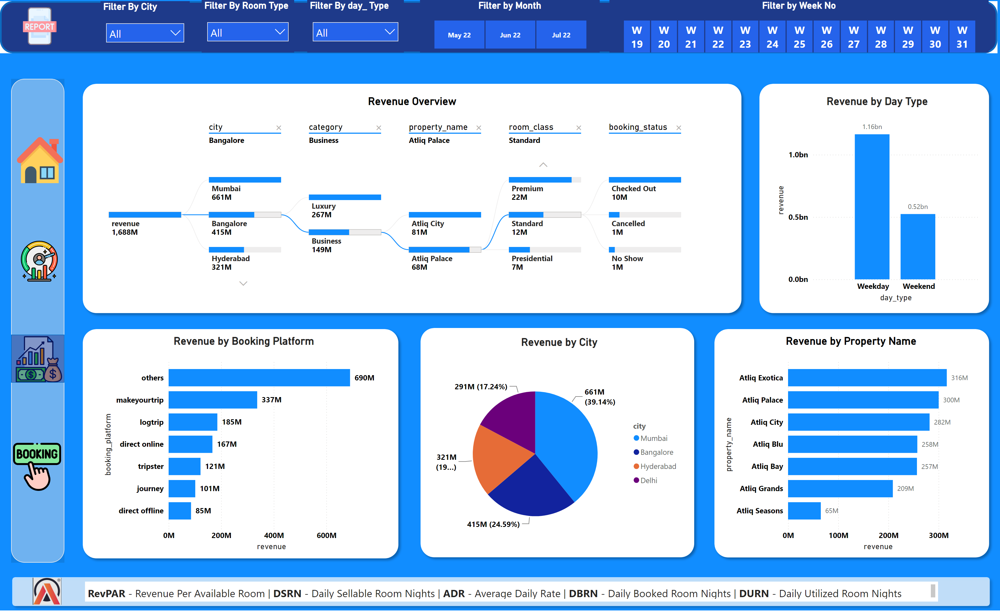 REPORT
Filter By City
All
Filter By Room Type
All
Filter By day_ Type
All
Filter by Month
May 22
Jun 22
Jul 22
Filter by Week No
W 19
W 20
W 21
W 22
W 23
W 24
W 25
W 26
W 27
W 28
W 29
W 30
W 31
Revenue Overview
city
Bangalore
category
Business
property_name
Atliq Palace
room_class
Standard
booking_status
revenue
1,688M
Mumbai
661M
Bangalore
415M
Hyderabad
321M
Luxury
267M
Business
149M
Atliq City
81M
Atliq Palace
68M
Premium
22M
Standard
12M
Presidential
7M
Checked Out
10M
Cancelled
1M
No Show
1M
Revenue by Day Type
1.16bn
0.52bn
1.0bn
0.5bn
0.0bn
revenue
Weekday
Weekend
day_type
Revenue by Booking Platform
booking_platform
others
690M
makeyourtrip
337M
logtrip
185M
direct online
167M
tripster
121M
journey
101M
direct offline
85M
0M
200M
400M
600M
revenue
Revenue by City
291M (17.24%)
661M
(39.14%)
321M
(19...)
415M (24.59%)
city
Mumbai
Bangalore
Hyderabad
Delhi
Revenue by Property Name
property_name
Atliq Exotica
316M
Atliq Palace
300M
Atliq City
282M
Atliq Blu
258M
Atliq Bay
257M
Atliq Grands
209M
Atliq Seasons
65M
0M
100M
200M
300M
revenue
BOOKING
RevPAR - Revenue Per Available Room | DSRN - Daily Sellable Room Nights | ADR - Average Daily Rate | DBRN - Daily Booked Room Nights | DURN - Daily Utilized Room Nights